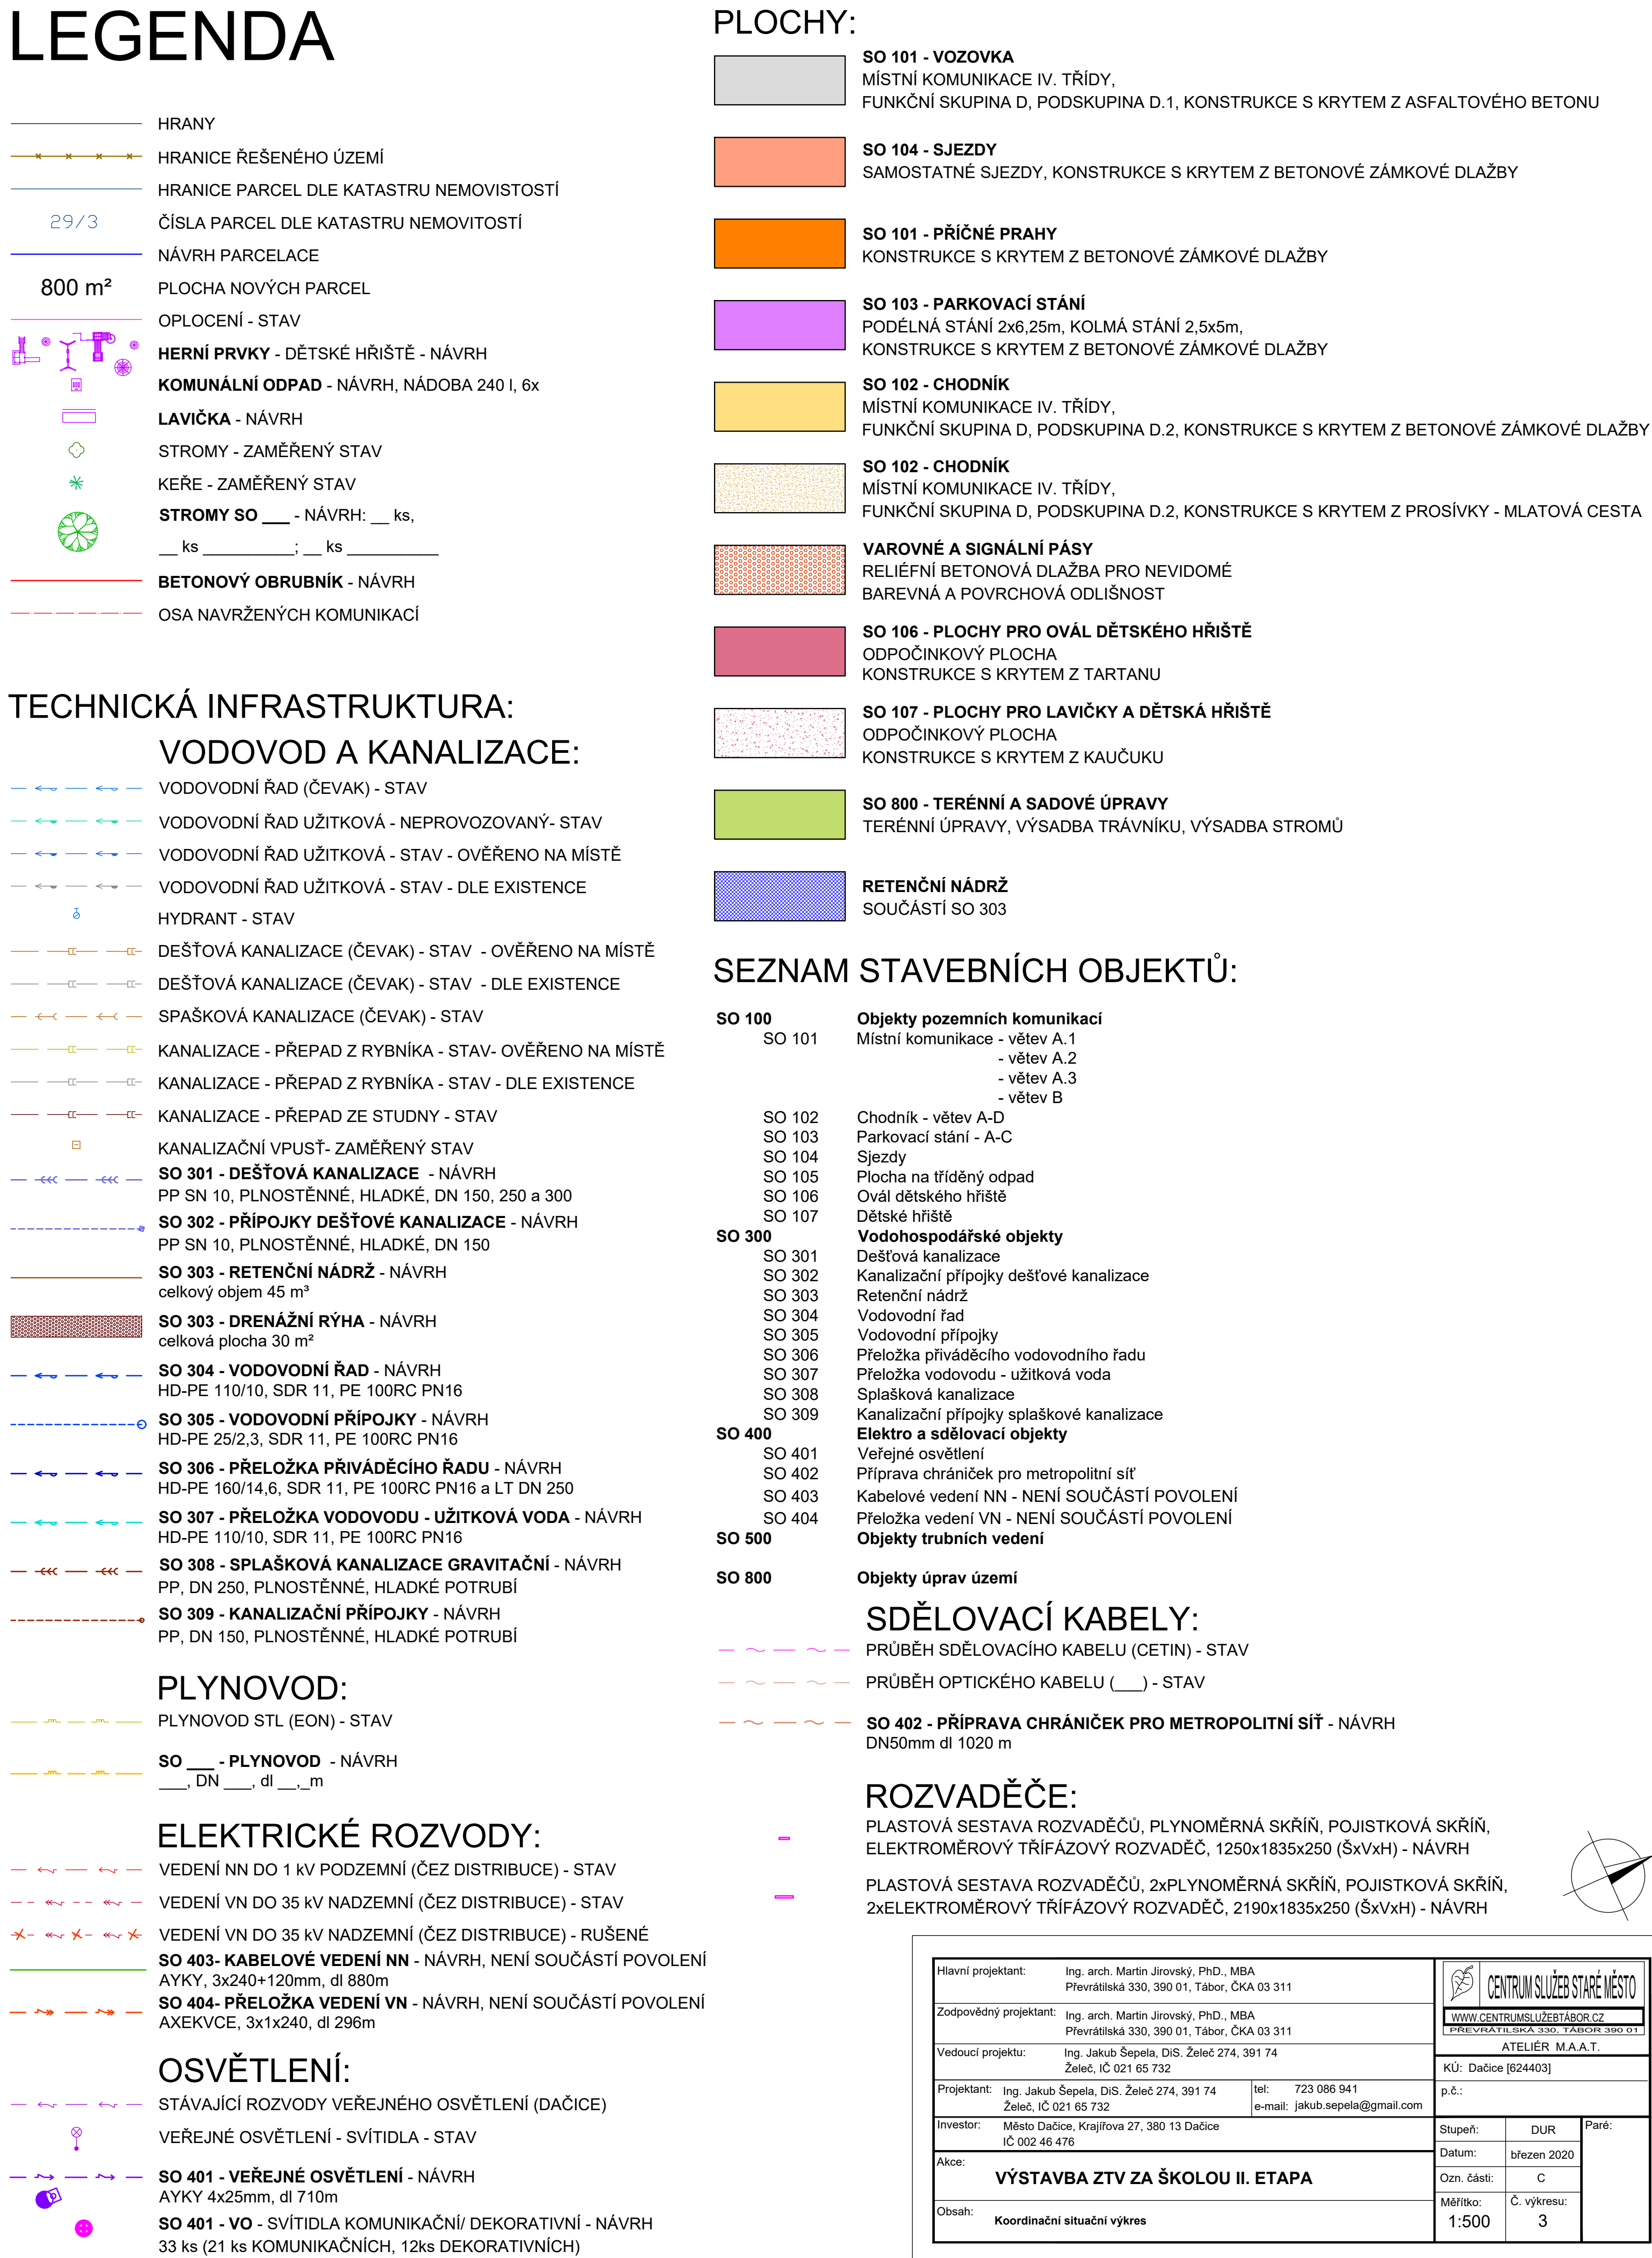 LEGENDA
HRANY
HRANICE ŘEŠENÉHO ÚZEMÍ
HRANICE PARCEL DLE KATASTRU NEMOVISTOSTÍ
29/3
ČÍSLA PARCEL DLE KATASTRU NEMOVITOSTÍ
NÁVRH PARCELACE
800 m²
PLOCHA NOVÝCH PARCEL
OPLOCENÍ - STAV
HERNÍ PRVKY - DĚTSKÉ HŘIŠTĚ - NÁVRH
KOMUNÁLNÍ ODPAD - NÁVRH, NÁDOBA 240 l, 6x
LAVIČKA - NÁVRH
STROMY - ZAMĚŘENÝ STAV
KEŘE - ZAMĚŘENÝ STAV
STROMY SO ___ - NÁVRH: __ ks,
__ ks __________; __ ks __________
BETONOVÝ OBRUBNÍK - NÁVRH
OSA NAVRŽENÝCH KOMUNIKACÍ
TECHNICKÁ INFRASTRUKTURA:
VODOVOD A KANALIZACE:
VODOVODNÍ ŘAD (ČEVAK) - STAV
VODOVODNÍ ŘAD UŽITKOVÁ - NEPROVOZOVANÝ- STAV
VODOVODNÍ ŘAD UŽITKOVÁ - STAV - OVĚŘENO NA MÍSTĚ
VODOVODNÍ ŘAD UŽITKOVÁ - STAV - DLE EXISTENCE
HYDRANT - STAV
DEŠŤOVÁ KANALIZACE (ČEVAK) - STAV - OVĚŘENO NA MÍSTĚ
DEŠŤOVÁ KANALIZACE (ČEVAK) - STAV - DLE EXISTENCE
SPAŠKOVÁ KANALIZACE (ČEVAK) - STAV
KANALIZACE - PŘEPAD Z RYBNÍKA - STAV- OVĚŘENO NA MÍSTĚ
KANALIZACE - PŘEPAD Z RYBNÍKA - STAV - DLE EXISTENCE
KANALIZACE - PŘEPAD ZE STUDNY - STAV
KANALIZAČNÍ VPUSŤ- ZAMĚŘENÝ STAV
SO 301 - DEŠŤOVÁ KANALIZACE - NÁVRH
PP SN 10, PLNOSTĚNNÉ, HLADKÉ, DN 150, 250 a 300
SO 302 - PŘÍPOJKY DEŠŤOVÉ KANALIZACE - NÁVRH
PP SN 10, PLNOSTĚNNÉ, HLADKÉ, DN 150
SO 303 - RETENČNÍ NÁDRŽ - NÁVRH
celkový objem 45 m³
SO 303 - DRENÁŽNÍ RÝHA - NÁVRH
celková plocha 30 m²
SO 304 - VODOVODNÍ ŘAD - NÁVRH
HD-PE 110/10, SDR 11, PE 100RC PN16
SO 305 - VODOVODNÍ PŘÍPOJKY - NÁVRH
HD-PE 25/2,3, SDR 11, PE 100RC PN16
SO 306 - PŘELOŽKA PŘIVÁDĚCÍHO ŘADU - NÁVRH
HD-PE 160/14,6, SDR 11, PE 100RC PN16 a LT DN 250
SO 307 - PŘELOŽKA VODOVODU - UŽITKOVÁ VODA - NÁVRH
HD-PE 110/10, SDR 11, PE 100RC PN16
SO 308 - SPLAŠKOVÁ KANALIZACE GRAVITAČNÍ - NÁVRH
PP, DN 250, PLNOSTĚNNÉ, HLADKÉ POTRUBÍ
SO 309 - KANALIZAČNÍ PŘÍPOJKY - NÁVRH
PP, DN 150, PLNOSTĚNNÉ, HLADKÉ POTRUBÍ
PLYNOVOD:
PLYNOVOD STL (EON) - STAV
SO ___ - PLYNOVOD - NÁVRH
___, DN ___, dl __,_m
ELEKTRICKÉ ROZVODY:
VEDENÍ NN DO 1 kV PODZEMNÍ (ČEZ DISTRIBUCE) - STAV
VEDENÍ VN DO 35 kV NADZEMNÍ (ČEZ DISTRIBUCE) - STAV
VEDENÍ VN DO 35 kV NADZEMNÍ (ČEZ DISTRIBUCE) - RUŠENÉ
SO 403- KABELOVÉ VEDENÍ NN - NÁVRH, NENÍ SOUČÁSTÍ POVOLENÍ
AYKY, 3x240+120mm, dl 880m
SO 404- PŘELOŽKA VEDENÍ VN - NÁVRH, NENÍ SOUČÁSTÍ POVOLENÍ
AXEKVCE, 3x1x240, dl 296m
OSVĚTLENÍ:
STÁVAJÍCÍ ROZVODY VEŘEJNÉHO OSVĚTLENÍ (DAČICE)
VEŘEJNÉ OSVĚTLENÍ - SVÍTIDLA - STAV
SO 401 - VEŘEJNÉ OSVĚTLENÍ - NÁVRH
AYKY 4x25mm, dl 710m
SO 401 - VO - SVÍTIDLA KOMUNIKAČNÍ/ DEKORATIVNÍ - NÁVRH
33 ks (21 ks KOMUNIKAČNÍCH, 12ks DEKORATIVNÍCH)
PLOCHY:
SO 101 - VOZOVKA
MÍSTNÍ KOMUNIKACE IV. TŘÍDY,
FUNKČNÍ SKUPINA D, PODSKUPINA D.1, KONSTRUKCE S KRYTEM Z ASFALTOVÉHO BETONU
SO 104 - SJEZDY
SAMOSTATNÉ SJEZDY, KONSTRUKCE S KRYTEM Z BETONOVÉ ZÁMKOVÉ DLAŽBY
SO 101 - PŘÍČNÉ PRAHY
KONSTRUKCE S KRYTEM Z BETONOVÉ ZÁMKOVÉ DLAŽBY
SO 103 - PARKOVACÍ STÁNÍ
PODÉLNÁ STÁNÍ 2x6,25m, KOLMÁ STÁNÍ 2,5x5m,
KONSTRUKCE S KRYTEM Z BETONOVÉ ZÁMKOVÉ DLAŽBY
SO 102 - CHODNÍK
MÍSTNÍ KOMUNIKACE IV. TŘÍDY,
FUNKČNÍ SKUPINA D, PODSKUPINA D.2, KONSTRUKCE S KRYTEM Z BETONOVÉ ZÁMKOVÉ DLAŽBY
SO 102 - CHODNÍK
MÍSTNÍ KOMUNIKACE IV. TŘÍDY,
FUNKČNÍ SKUPINA D, PODSKUPINA D.2, KONSTRUKCE S KRYTEM Z PROSÍVKY - MLATOVÁ CESTA
VAROVNÉ A SIGNÁLNÍ PÁSY
RELIÉFNÍ BETONOVÁ DLAŽBA PRO NEVIDOMÉ
BAREVNÁ A POVRCHOVÁ ODLIŠNOST
SO 106 - PLOCHY PRO OVÁL DĚTSKÉHO HŘIŠTĚ
ODPOČINKOVÝ PLOCHA
KONSTRUKCE S KRYTEM Z TARTANU
SO 107 - PLOCHY PRO LAVIČKY A DĚTSKÁ HŘIŠTĚ
ODPOČINKOVÝ PLOCHA
KONSTRUKCE S KRYTEM Z KAUČUKU
SO 800 - TERÉNNÍ A SADOVÉ ÚPRAVY
TERÉNNÍ ÚPRAVY, VÝSADBA TRÁVNÍKU, VÝSADBA STROMŮ
RETENČNÍ NÁDRŽ
SOUČÁSTÍ SO 303
SEZNAM STAVEBNÍCH OBJEKTŮ:
SO 100 Objekty pozemních komunikací
SO 101 Místní komunikace - větev A.1
- větev A.2
- větev A.3
- větev B
SO 102 Chodník - větev A-D
SO 103 Parkovací stání - A-C
SO 104 Sjezdy
SO 105 Plocha na tříděný odpad
SO 106 Ovál dětského hřiště
SO 107 Dětské hřiště
SO 300 Vodohospodářské objekty
SO 301 Dešťová kanalizace
SO 302 Kanalizační přípojky dešťové kanalizace
SO 303 Retenční nádrž
SO 304 Vodovodní řad
SO 305 Vodovodní přípojky
SO 306 Přeložka přiváděcího vodovodního řadu
SO 307 Přeložka vodovodu - užitková voda
SO 308 Splašková kanalizace
SO 309 Kanalizační přípojky splaškové kanalizace
SO 400 Elektro a sdělovací objekty
SO 401 Veřejné osvětlení
SO 402 Příprava chrániček pro metropolitní síť
SO 403 Kabelové vedení NN - NENÍ SOUČÁSTÍ POVOLENÍ
SO 404 Přeložka vedení VN - NENÍ SOUČÁSTÍ POVOLENÍ
SO 500 Objekty trubních vedení
SO 800 Objekty úprav území
SDĚLOVACÍ KABELY:
PRŮBĚH SDĚLOVACÍHO KABELU (CETIN) - STAV
PRŮBĚH OPTICKÉHO KABELU (___) - STAV
SO 402 - PŘÍPRAVA CHRÁNIČEK PRO METROPOLITNÍ SÍŤ - NÁVRH
DN50mm dl 1020 m
ROZVADĚČE:
PLASTOVÁ SESTAVA ROZVADĚČŮ, PLYNOMĚRNÁ SKŘÍŇ, POJISTKOVÁ SKŘÍŇ,
ELEKTROMĚROVÝ TŘÍFÁZOVÝ ROZVADĚČ, 1250x1835x250 (ŠxVxH) - NÁVRH
PLASTOVÁ SESTAVA ROZVADĚČŮ, 2xPLYNOMĚRNÁ SKŘÍŇ, POJISTKOVÁ SKŘÍŇ,
2xELEKTROMĚROVÝ TŘÍFÁZOVÝ ROZVADĚČ, 2190x1835x250 (ŠxVxH) - NÁVRH
Hlavní projektant: Ing. arch. Martin Jirovský, PhD., MBA
Převrátilská 330, 390 01, Tábor, ČKA 03 311
Zodpovědný projektant: Ing. arch. Martin Jirovský, PhD., MBA
Převrátilská 330, 390 01, Tábor, ČKA 03 311
Vedoucí projektu: Ing. Jakub Šepela, DiS. Želeč 274, 391 74
Želeč, IČ 021 65 732
Projektant: Ing. Jakub Šepela, DiS. Želeč 274, 391 74
Želeč, IČ 021 65 732
tel: 723 086 941
e-mail: jakub.sepela@gmail.com
Investor: Město Dačice, Krajířova 27, 380 13 Dačice
IČ 002 46 476
Akce:
VÝSTAVBA ZTV ZA ŠKOLOU II. ETAPA
Obsah:
Koordinační situační výkres
CENTRUM SLUŽEB STARÉ MĚSTO
WWW.CENTRUMSLUŽEBTÁBOR.CZ
PŘEVRÁTILSKÁ 330, TÁBOR 390 01
ATELIÉR M.A.A.T.
KÚ: Dačice [624403]
p.č.:
Stupeň: DUR
Paré:
Datum: březen 2020
Ozn. části: C
Měřítko: Č. výkresu:
1:500 3